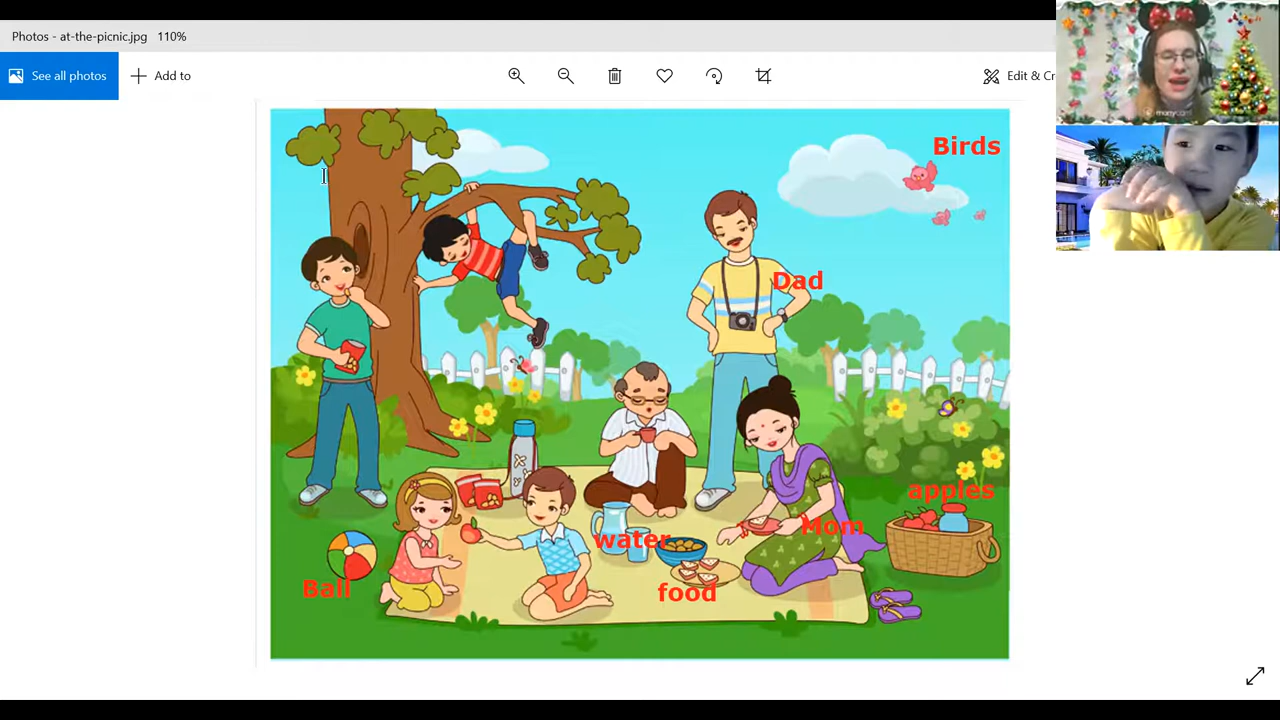 Photos - at-the-picnic.jpg 110%
See all photos
Add to
Edit & Cr
Birds
Dad
apples
Mom
water
Ball
food